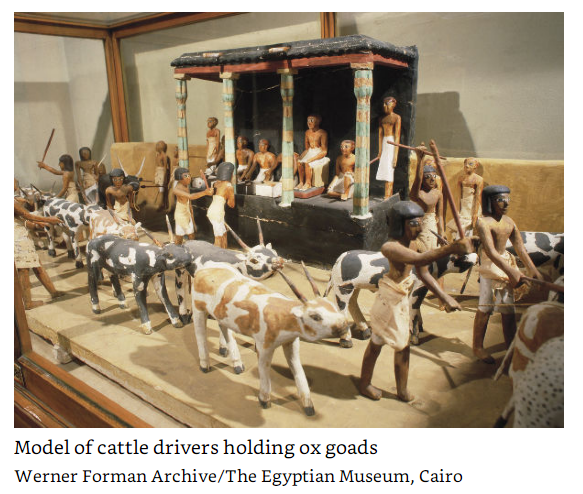 Model of cattle drivers holding ox goads
Werner Forman Archive/The Egyptian Museum, Cairo